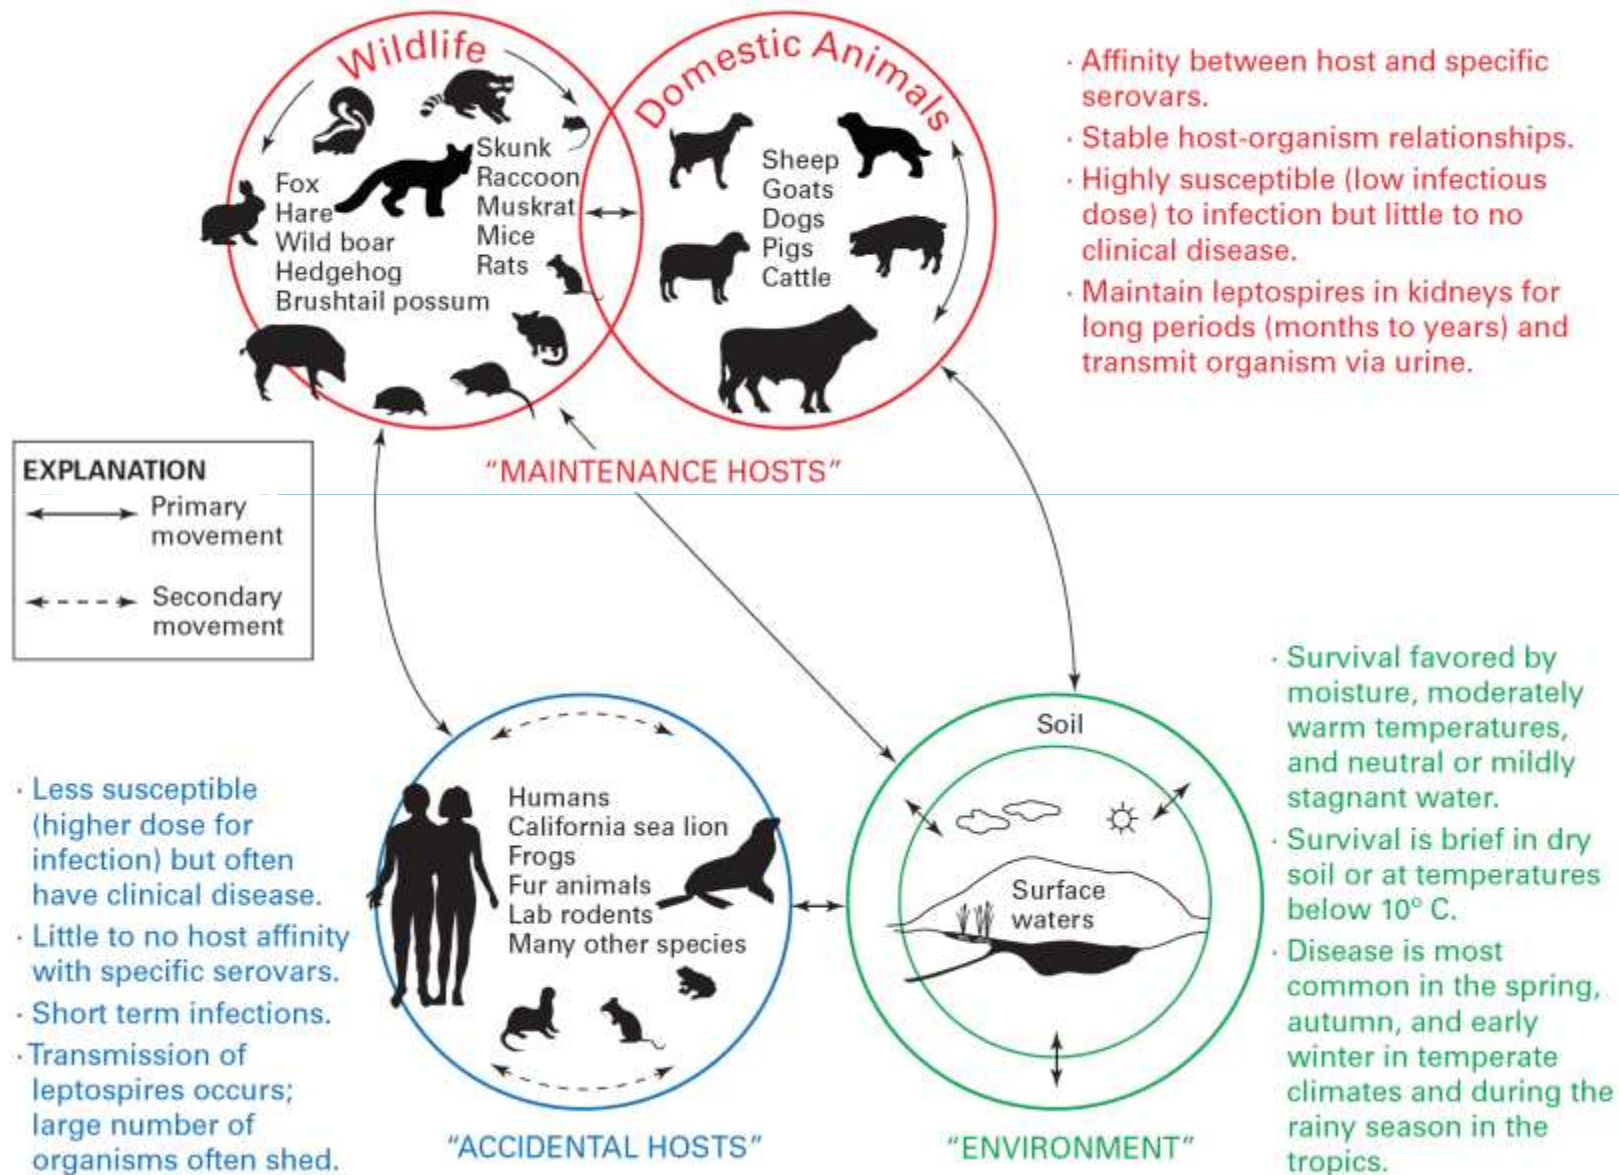 Wildlife
Skunk
Raccoon
Muskrat
Mice
Rats
Fox
Hare
Wild boar
Hedgehog
Brushtail possum
Domestic Animals
Sheep
Goats
Dogs
Pigs
Cattle
· Affinity between host and specific
serovars.
· Stable host-organism relationships.
· Highly susceptible (low infectious
dose) to infection but little to no
clinical disease.
· Maintain leptospires in kidneys for
long periods (months to years) and
transmit organism via urine.
"MAINTENANCE HOSTS"
EXPLANATION
Primary
movement
Secondary
movement
· Less susceptible
(higher dose for
infection) but often
have clinical disease.
· Little to no host affinity
with specific serovars.
· Short term infections.
· Transmission of
leptospires occurs;
large number of
organisms often shed.
Humans
California sea lion
Frogs
Fur animals
Lab rodents
Many other species
"ACCIDENTAL HOSTS"
Soil
Surface
waters
"ENVIRONMENT"
· Survival favored by
moisture, moderately
warm temperatures,
and neutral or mildly
stagnant water.
· Survival is brief in dry
soil or at temperatures
below 10° C.
· Disease is most
common in the spring,
autumn, and early
winter in temperate
climates and during the
rainy season in the
tropics.